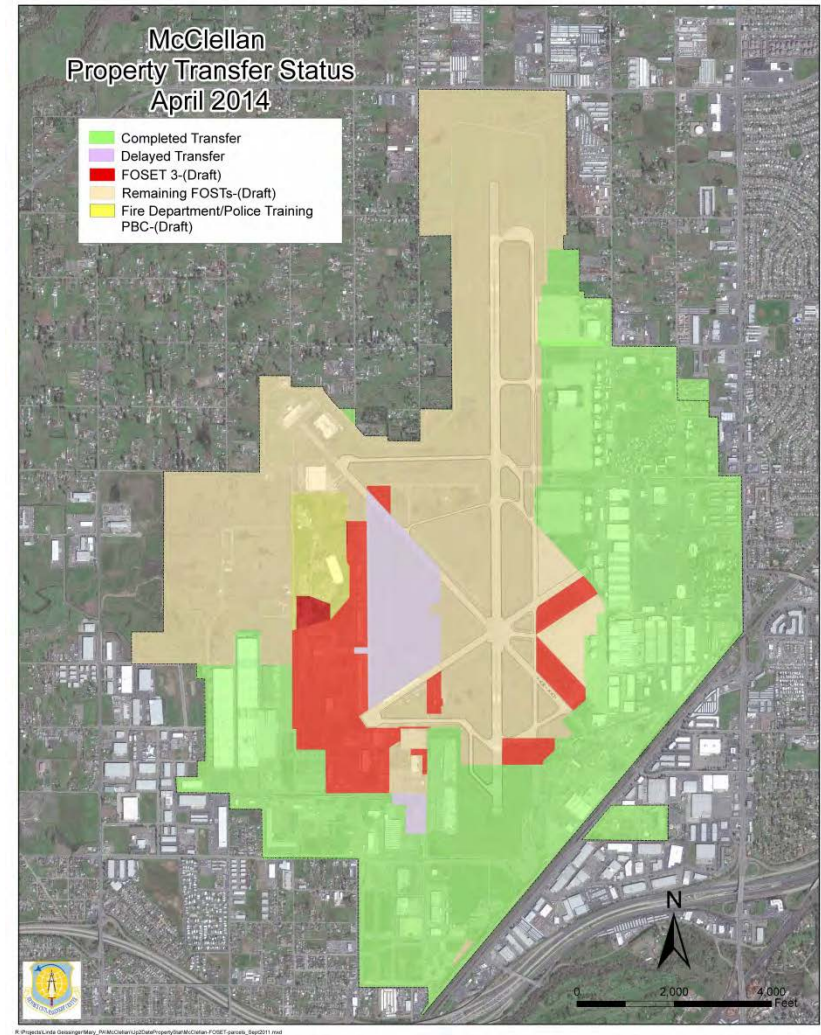 McClellan
Property Transfer Status
April 2014
Completed Transfer
Delayed Transfer
FOSET 3-(Draft)
Remaining FOSTs-(Draft)
Fire Department/Police Training
PBC-(Draft)
N
0 2,000 4,000
Feet